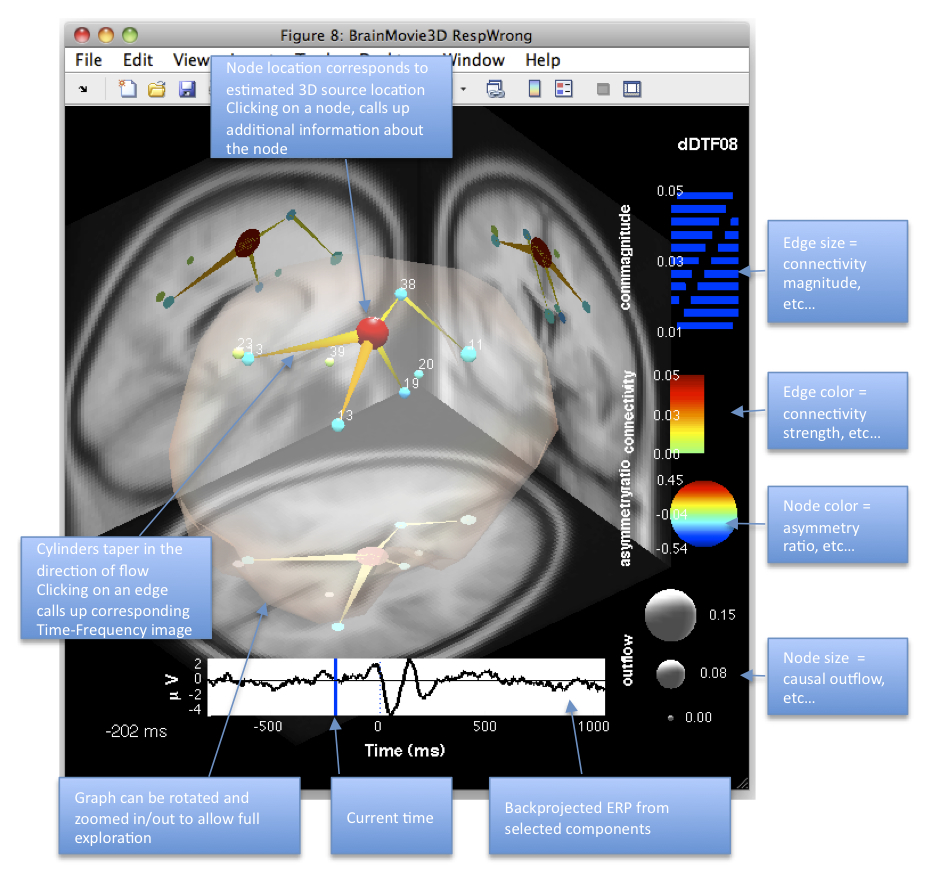 Figure 8: BrainMovie3D RespWrong
File Edit View Window Help
Node location corresponds to
estimated 3D source location
Clicking on a node, calls up
additional information about
the node
dDTF08
connmagnitude
0.05
0.03
0.01
Edge size =
connectivity
magnitude,
etc...
connectivity
0.05
0.03
0.00
Edge color =
connectivity
strength, etc...
asymmetryratio
0.45
-0.04
-0.54
Node color =
asymmetry
ratio, etc...
outflow
0.15
0.08
0.00
Node size =
causal outflow,
etc...
38
23
39
11
20
19
13
Cylinders taper in the
direction of flow
Clicking on an edge
calls up corresponding
Time-Frequency image
μ V
2
0
-2
-4
-500
0
500
1000
Time (ms)
-202 ms
Graph can be rotated and
zoomed in/out to allow full
exploration
Current time
Backprojected ERP from
selected components